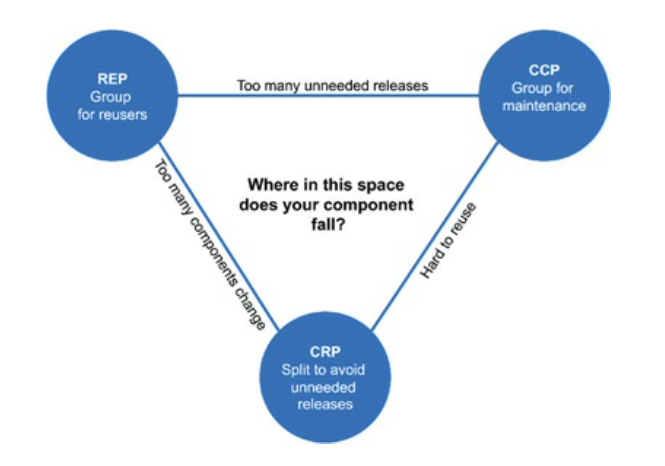 REP
Group
for reusers
Too many unneeded releases
CCP
Group for
maintenance
Too many components change
Where in this space
does your component
fall?
Hard to reuse
CRP
Split to avoid
unneeded
releases